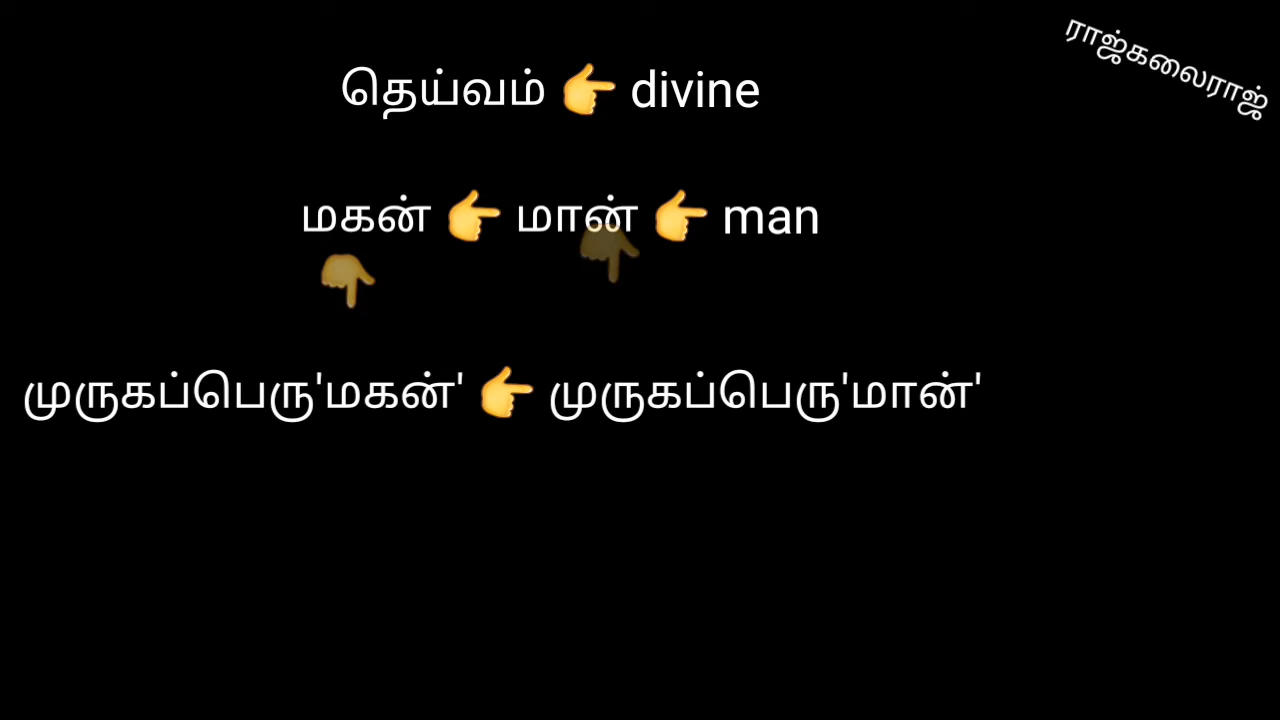 ராஜ்கலைராஜ்
தெய்வம் 👉 divine
மகன் 👉 மான் 👉 man
முருகப்பெரு'மகன்' 👉 முருகப்பெரு'மான்'